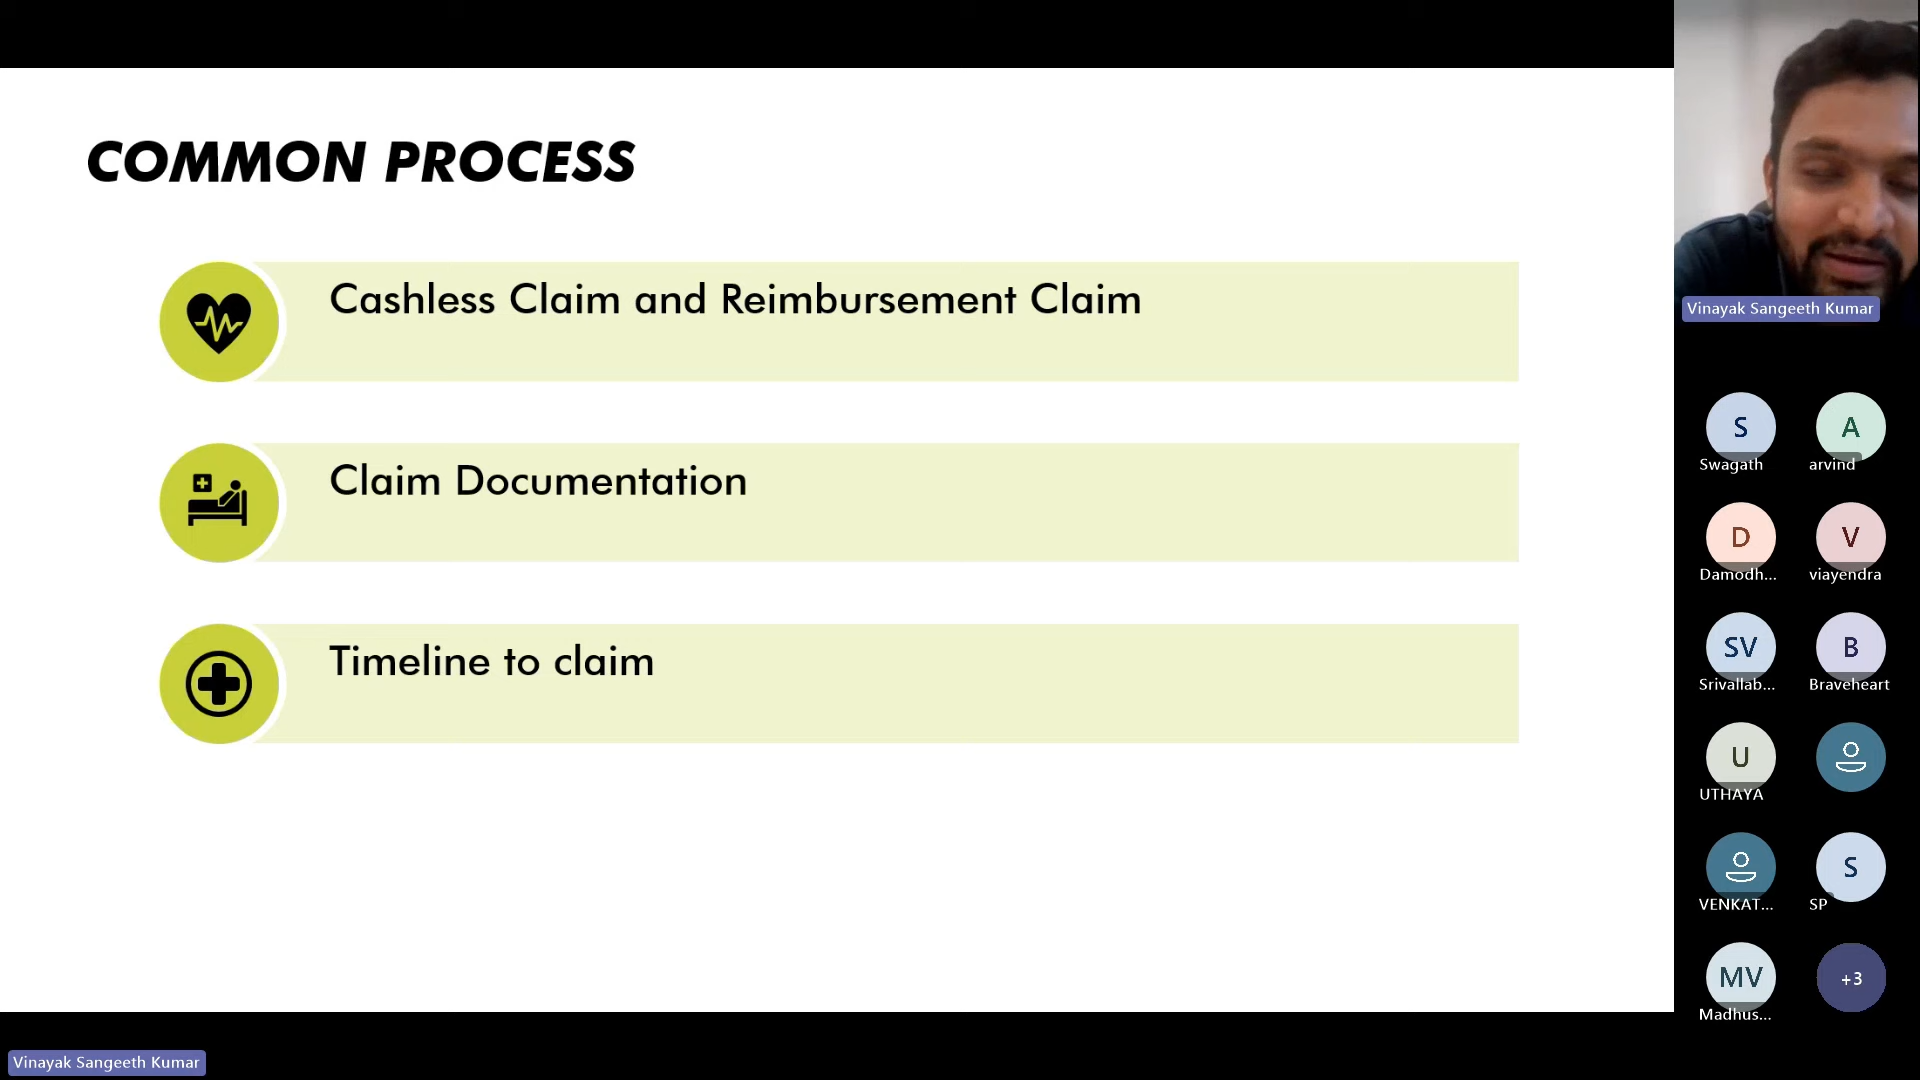 COMMON PROCESS
Cashless Claim and Reimbursement Claim
Claim Documentation
Timeline to claim
Vinayak Sangeeth Kumar
S
A
Swagath
arvind
D
V
Damodh...
viayendra
SV
B
Srivallab...
Braveheart
U
UTHAYA
S
VENKAT...
SP
MV
+3
Madhus...
Vinayak Sangeeth Kumar